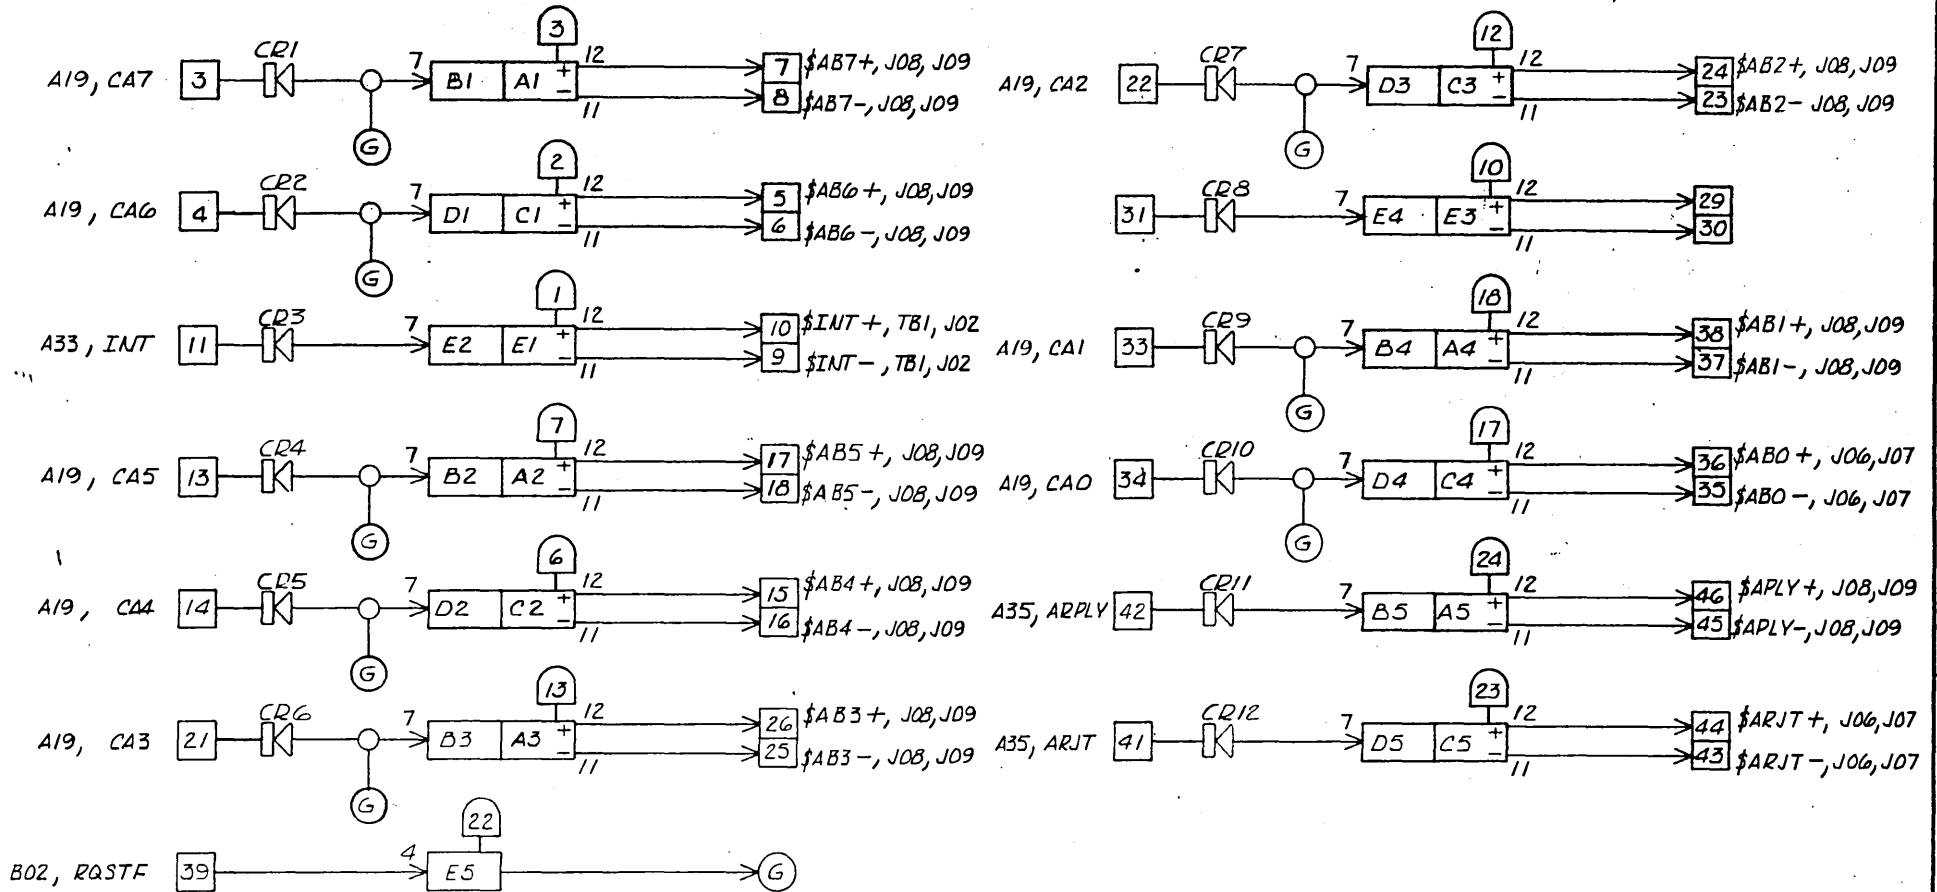 3
A19, CA7 3 CR1 7 B1 A1 + − 12 11 7 $AB7+, J08, J09
8 $AB7−, J08, J09
G
2
A19, CA6 4 CR2 7 D1 C1 + − 12 11 5 $AB6+, J08, J09
6 $AB6−, J08, J09
G
1
A33, INT 11 CR3 7 E2 E1 + − 12 11 10 $INT+, TB1, J02
9 $INT−, TB1, J02
7
A19, CA5 13 CR4 7 B2 A2 + − 12 11 17 $AB5+, J08, J09
18 $AB5−, J08, J09
G
6
A19, CA4 14 CR5 7 D2 C2 + − 12 11 15 $AB4+, J08, J09
16 $AB4−, J08, J09
G
13
A19, CA3 21 CR6 7 B3 A3 + − 12 11 26 $AB3+, J08, J09
25 $AB3−, J08, J09
G
22
B02, RQSTF 39 4 E5 G
12
A19, CA2 22 CR7 7 D3 C3 + − 12 11 24 $AB2+, J08, J09
23 $AB2− J08, J09
G
10
31 CR8 7 E4 E3 + − 12 11 29
30
18
A19, CA1 33 CR9 7 B4 A4 + − 12 11 38 $AB1+, J08, J09
37 $AB1−, J08, J09
G
17
A19, CA0 34 CR10 7 D4 C4 + − 12 11 36 $AB0+, J06, J07
35 $AB0−, J06, J07
G
24
A35, ARPLY 42 CR11 7 B5 A5 + − 12 11 46 $APLY+, J08, J09
45 $APLY−, J08, J09
23
A35, ARJT 41 CR12 7 D5 C5 + − 12 11 44 $ARJT+, J06, J07
43 $ARJT−, J06, J07